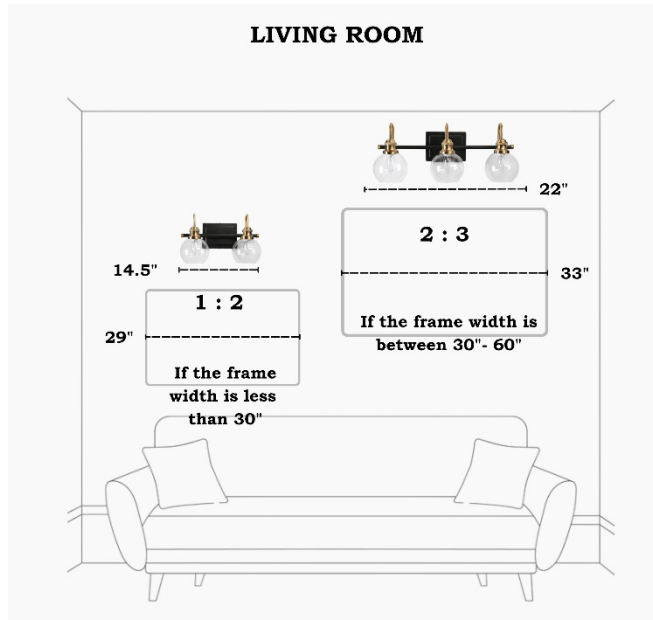 LIVING ROOM
22"
2 : 3
33"
If the frame width is
between 30"- 60"
14.5"
1 : 2
29"
If the frame
width is less
than 30"